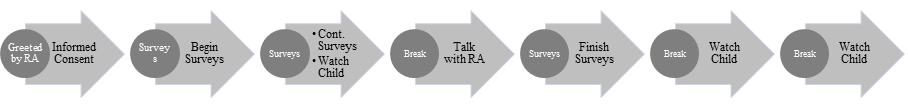 Greeted
by RA
Informed
Consent
Survey
s
Begin
Surveys
Surveys
• Cont.
Surveys
• Watch
Child
Break
Talk
with RA
Surveys
Finish
Surveys
Break
Watch
Child
Break
Watch
Child